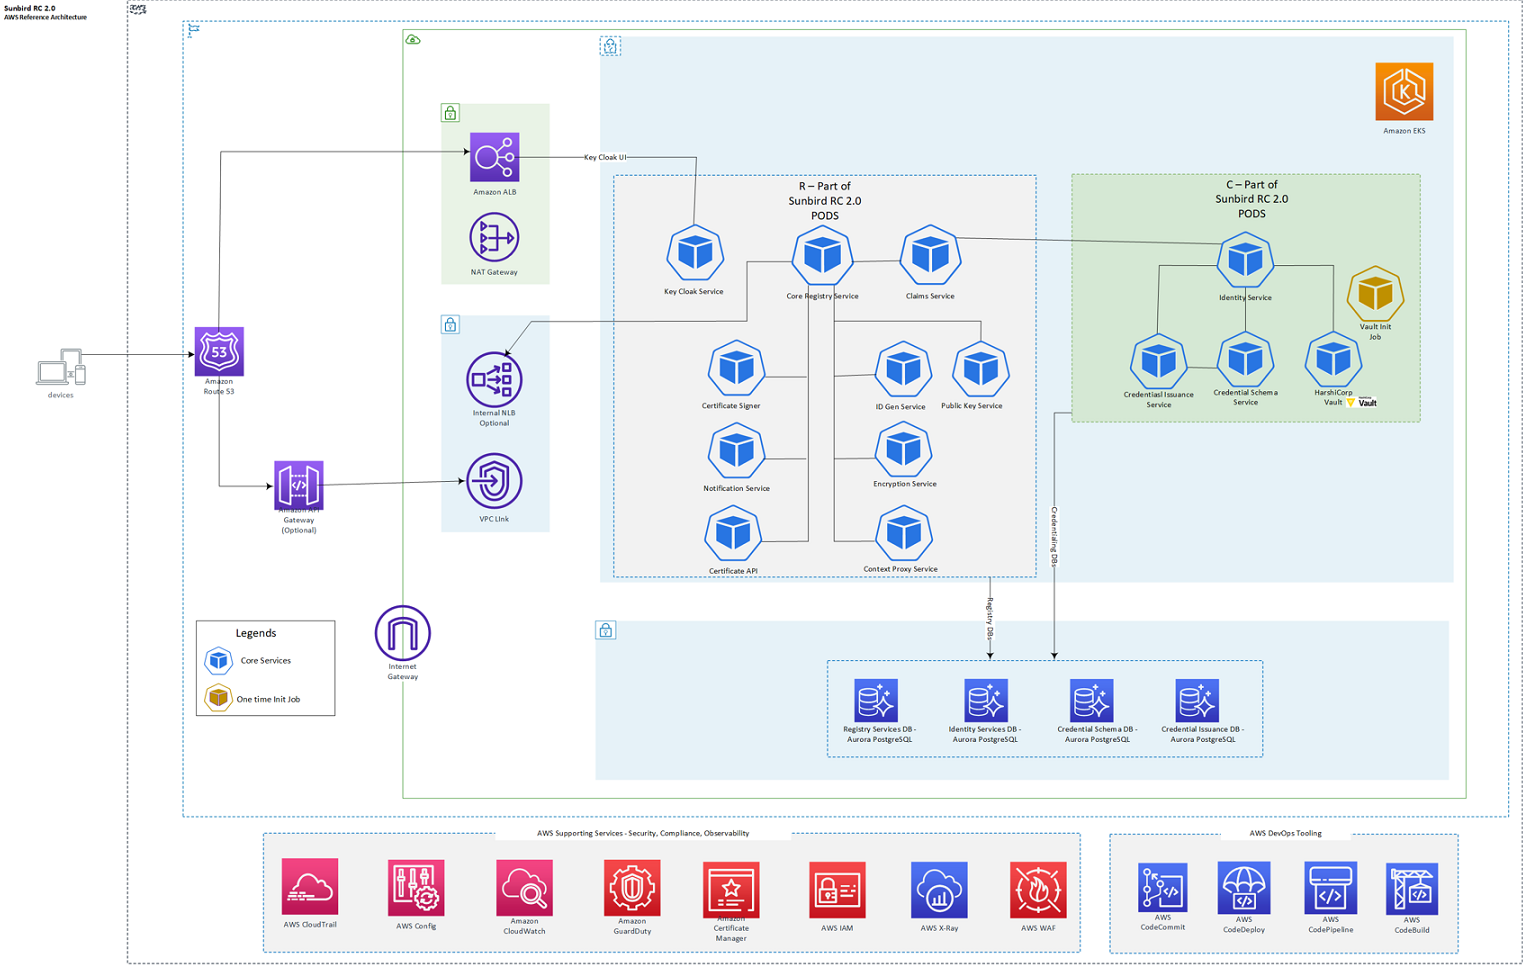 Sunbird RC 2.0
AWS Reference Architecture
aws
Amazon EKS
Amazon ALB
NAT Gateway
Key Cloak UI
R – Part of
Sunbird RC 2.0
PODS
Key Cloak Service
Core Registry Service
Claims Service
C – Part of
Sunbird RC 2.0
PODS
Identity Service
Vault Init
Job
53
Amazon
Route 53
devices
Internal NLB
Optional
Certificate Signer
ID Gen Service
Public Key Service
Credentiasl Issuance
Service
Credential Schema
Service
HarshiCorp
Vault
Vault
Amazon API
Gateway
(Optional)
VPC LInk
Notification Service
Encryption Service
Certificate API
Context Proxy Service
Credentialing DBs
Registry DBs
Internet
Gateway
Legends
Core Services
One time Init Job
Registry Services DB -
Aurora PostgreSQL
Identity Services DB -
Aurora PostgreSQL
Credential Schema DB -
Aurora PostgreSQL
Credential Issuance DB -
Aurora PostgreSQL
AWS Supporting Services - Security, Compliance, Observability
AWS CloudTrail
AWS Config
Amazon
CloudWatch
Amazon
GuardDuty
Amazon
Certificate
Manager
AWS IAM
AWS X-Ray
AWS WAF
AWS DevOps Tooling
AWS
CodeCommit
AWS
CodeDeploy
AWS
CodePipeline
AWS
CodeBuild